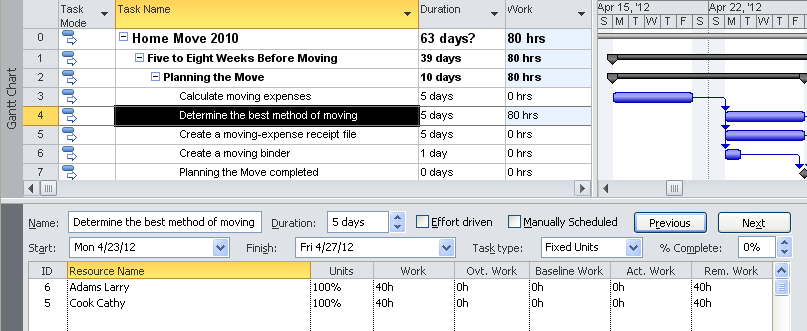 Task Mode Task Name Duration Work Apr 15, '12 Apr 22, '12
S M T W T F S S M T W T F
0 Home Move 2010 63 days? 80 hrs
1 Five to Eight Weeks Before Moving 39 days 80 hrs
2 Planning the Move 10 days 80 hrs
3 Calculate moving expenses 5 days 0 hrs
4 Determine the best method of moving 5 days 80 hrs
5 Create a moving-expense receipt file 5 days 0 hrs
6 Create a moving binder 1 day 0 hrs
7 Planning the Move completed 0 days 0 hrs
Gantt Chart
Name: Determine the best method of moving Duration: 5 days Effort driven Manually Scheduled Previous Next
Start: Mon 4/23/12 Finish: Fri 4/27/12 Task type: Fixed Units % Complete: 0%
ID Resource Name Units Work Ovt. Work Baseline Work Act. Work Rem. Work
6 Adams Larry 100% 40h 0h 0h 0h 40h
5 Cook Cathy 100% 40h 0h 0h 0h 40h